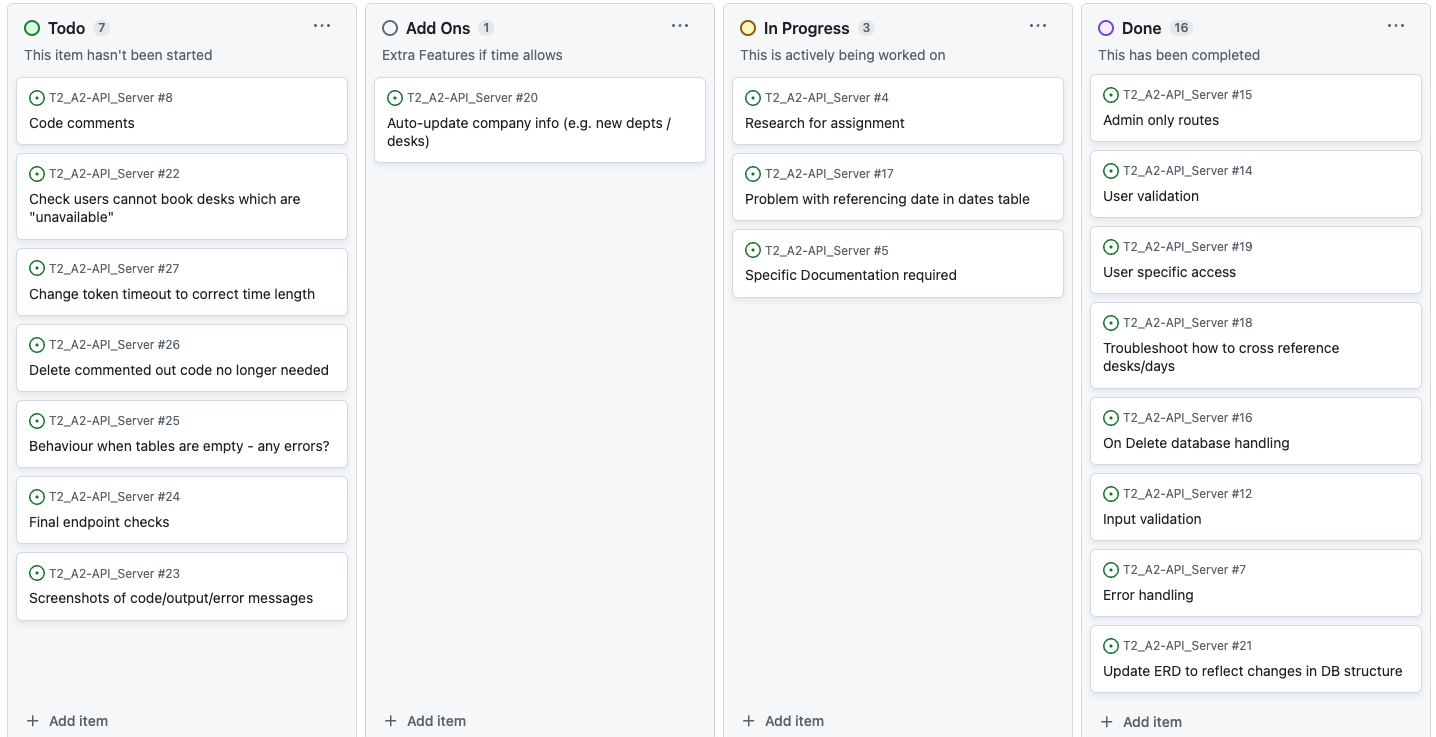 Todo 7
This item hasn't been started
T2_A2-API_Server #8
Code comments
T2_A2-API_Server #22
Check users cannot book desks which are
"unavailable"
T2_A2-API_Server #27
Change token timeout to correct time length
T2_A2-API_Server #26
Delete commented out code no longer needed
T2_A2-API_Server #25
Behaviour when tables are empty - any errors?
T2_A2-API_Server #24
Final endpoint checks
T2_A2-API_Server #23
Screenshots of code/output/error messages
+ Add item
Add Ons 1
Extra Features if time allows
T2_A2-API_Server #20
Auto-update company info (e.g. new depts /
desks)
+ Add item
In Progress 3
This is actively being worked on
T2_A2-API_Server #4
Research for assignment
T2_A2-API_Server #17
Problem with referencing date in dates table
T2_A2-API_Server #5
Specific Documentation required
+ Add item
Done 16
This has been completed
T2_A2-API_Server #15
Admin only routes
T2_A2-API_Server #14
User validation
T2_A2-API_Server #19
User specific access
T2_A2-API_Server #18
Troubleshoot how to cross reference
desks/days
T2_A2-API_Server #16
On Delete database handling
T2_A2-API_Server #12
Input validation
T2_A2-API_Server #7
Error handling
T2_A2-API_Server #21
Update ERD to reflect changes in DB structure
+ Add item